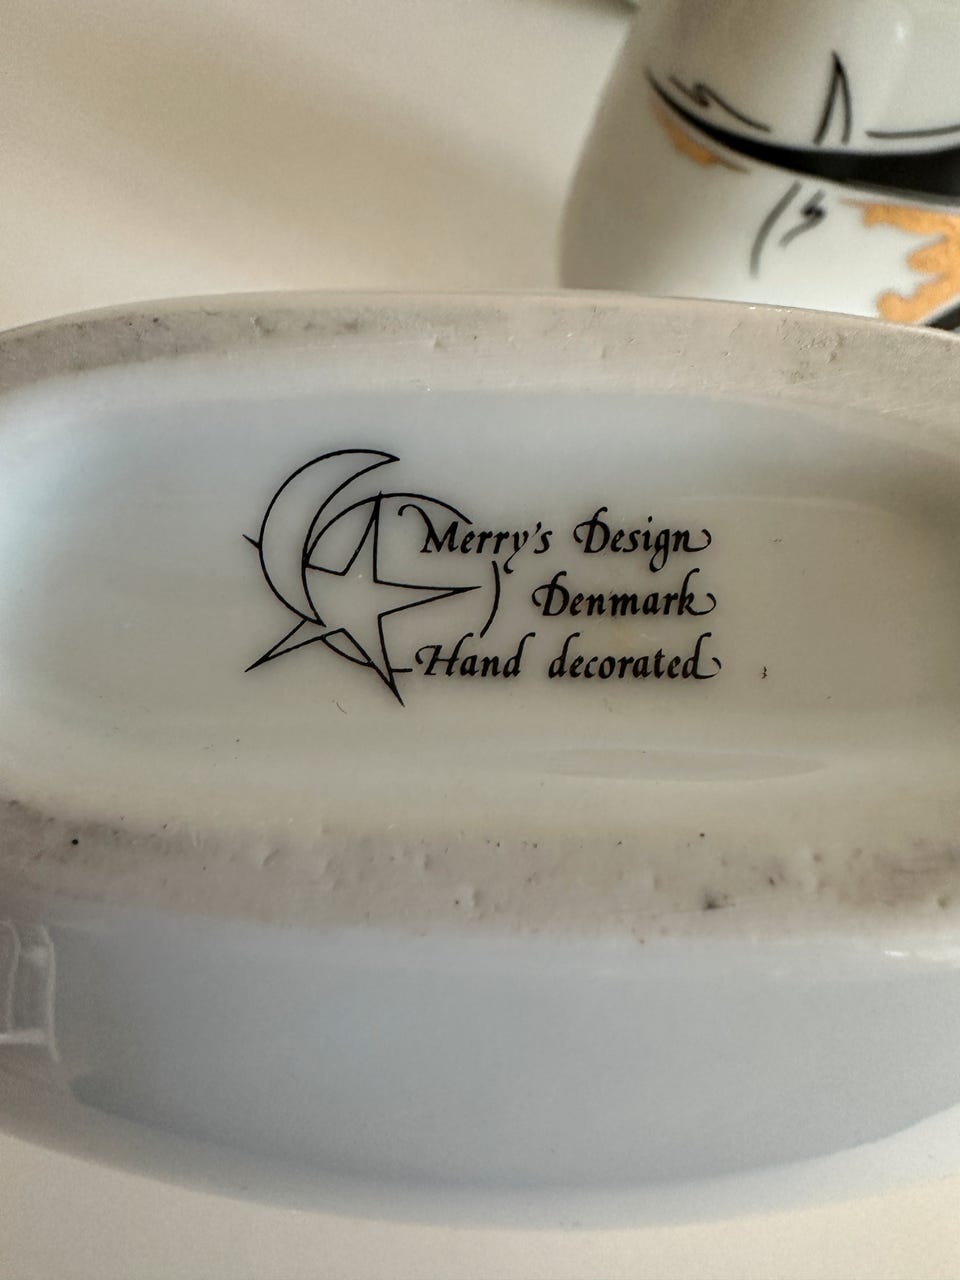 Merry's Design
Denmark
Hand decorated